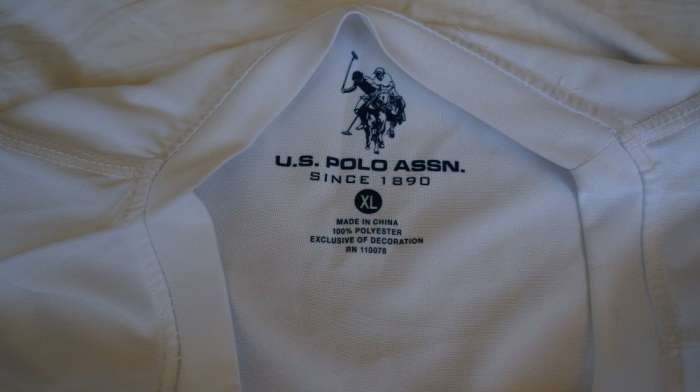 U.S. POLO ASSN.
SINCE 1890
XL
MADE IN CHINA
100% POLYESTER
EXCLUSIVE OF DECORATION
RN 110078